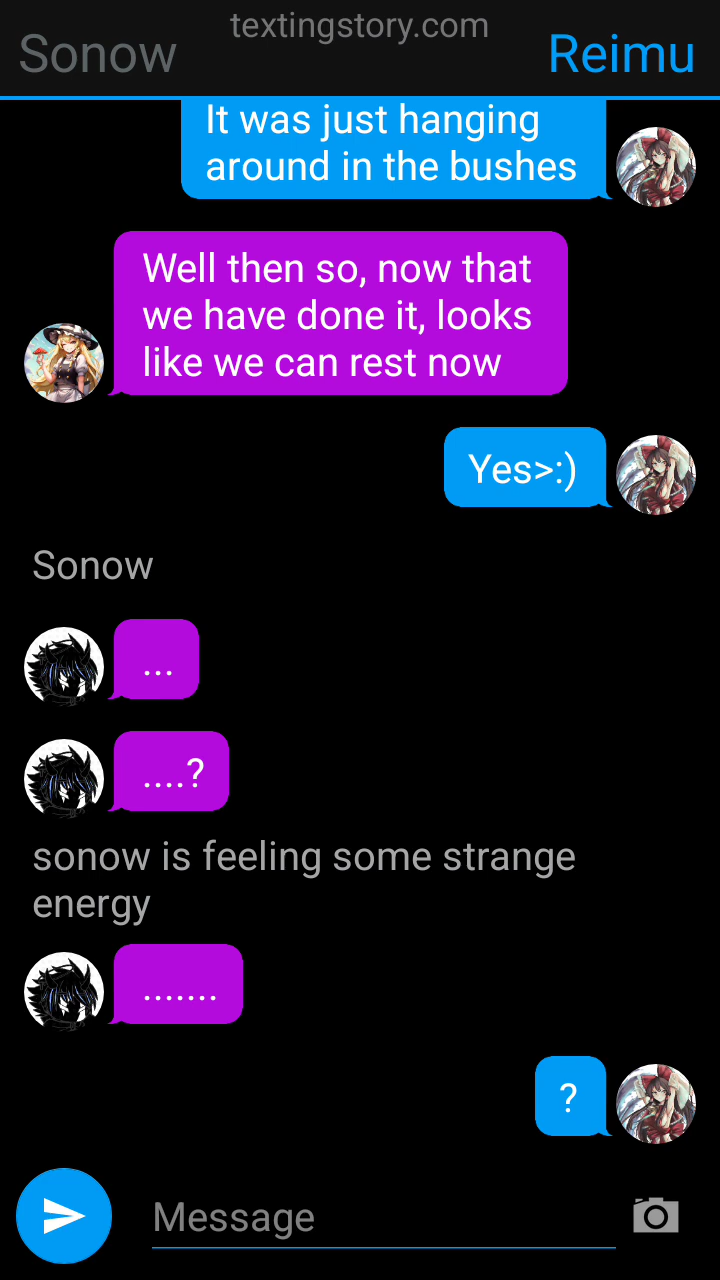 textingstory.com
Sonow
Reimu
It was just hanging
around in the bushes
Well then so, now that
we have done it, looks
like we can rest now
Yes>:)
Sonow
...
....?
sonow is feeling some strange
energy
.......
?
Message